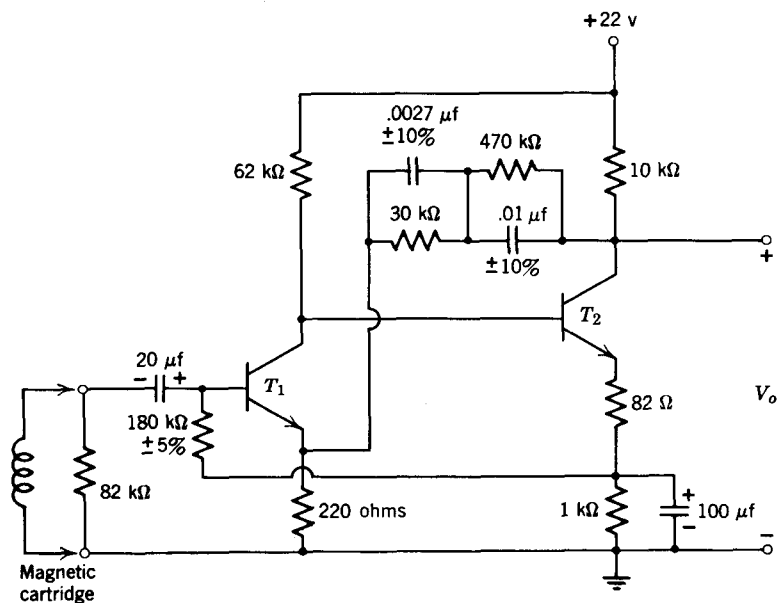 +22 v
.0027 μf
±10%
470 kΩ
62 kΩ
10 kΩ
30 kΩ
.01 μf
±10%
T₂
20 μf
− +
T₁
180 kΩ
±5%
82 Ω
Vₒ
+
82 kΩ
220 ohms
1 kΩ
+
−
100 μf
−
Magnetic
cartridge